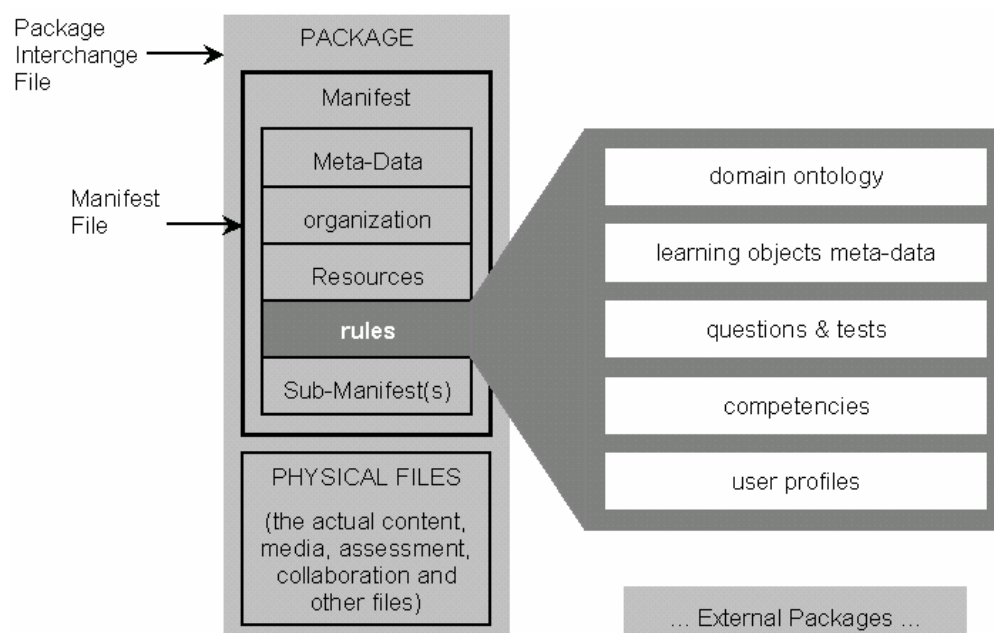 Package
Interchange
File
PACKAGE
Manifest
Meta-Data
organization
Resources
rules
Sub-Manifest(s)
Manifest
File
PHYSICAL FILES
(the actual content,
media, assessment,
collaboration and
other files)
domain ontology
learning objects meta-data
questions & tests
competencies
user profiles
... External Packages ...